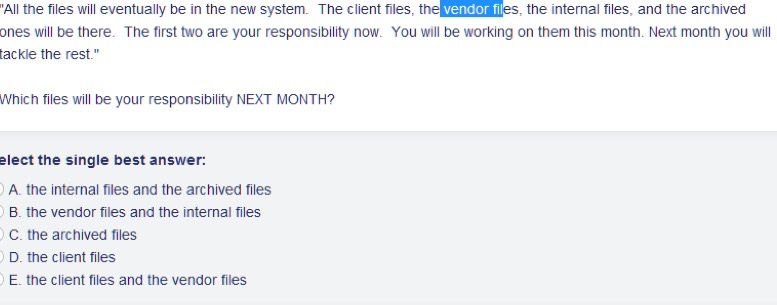 "All the files will eventually be in the new system. The client files, the vendor files, the internal files, and the archived
ones will be there. The first two are your responsibility now. You will be working on them this month. Next month you will
tackle the rest."
Which files will be your responsibility NEXT MONTH?
elect the single best answer:
A. the internal files and the archived files
B. the vendor files and the internal files
C. the archived files
D. the client files
E. the client files and the vendor files